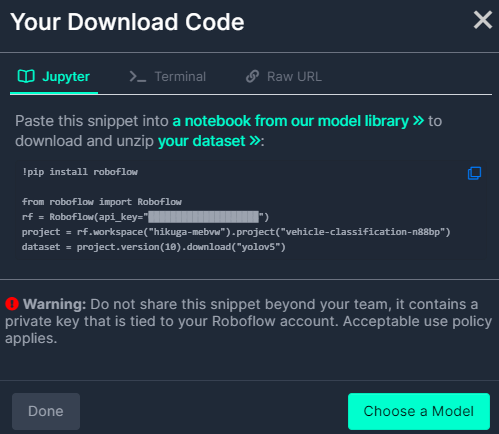 Your Download Code
Jupyter
Terminal
Raw URL
Paste this snippet into a notebook from our model library » to
download and unzip your dataset »:
!pip install roboflow
from roboflow import Roboflow
rf = Roboflow(api_key="████████████████████")
project = rf.workspace("hikuga-mebvw").project("vehicle-classification-n88bp")
dataset = project.version(10).download("yolov5")
Warning: Do not share this snippet beyond your team, it contains a
private key that is tied to your Roboflow account. Acceptable use policy
applies.
Done
Choose a Model